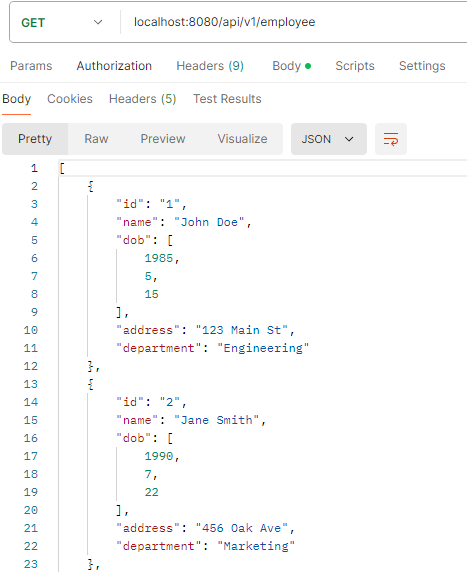 GET localhost:8080/api/v1/employee
Params Authorization Headers (9) Body Scripts Settings
Body Cookies Headers (5) Test Results
Pretty Raw Preview Visualize JSON
1 [
2 {
3 "id": "1",
4 "name": "John Doe",
5 "dob": [
6 1985,
7 5,
8 15
9 ],
10 "address": "123 Main St",
11 "department": "Engineering"
12 },
13 {
14 "id": "2",
15 "name": "Jane Smith",
16 "dob": [
17 1990,
18 7,
19 22
20 ],
21 "address": "456 Oak Ave",
22 "department": "Marketing"
23 },